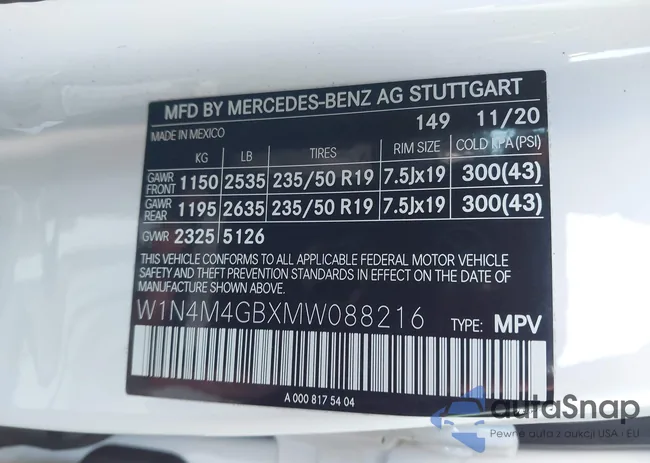 MFD BY MERCEDES-BENZ AG STUTTGART
MADE IN MEXICO 149 11/20
KG LB TIRES RIM SIZE COLD KPA(PSI)
GAWR FRONT 1150 2535 235/50 R19 7.5Jx19 300(43)
GAWR REAR 1195 2635 235/50 R19 7.5Jx19 300(43)
GVWR 2325 5126
THIS VEHICLE CONFORMS TO ALL APPLICABLE FEDERAL MOTOR VEHICLE
SAFETY AND THEFT PREVENTION STANDARDS IN EFFECT ON THE DATE OF
MANUFACTURE SHOWN ABOVE.
W1N4M4GBXMW088216 TYPE: MPV
A 000 817 54 04
autaSnap
Pewne auta z aukcji USA i EU